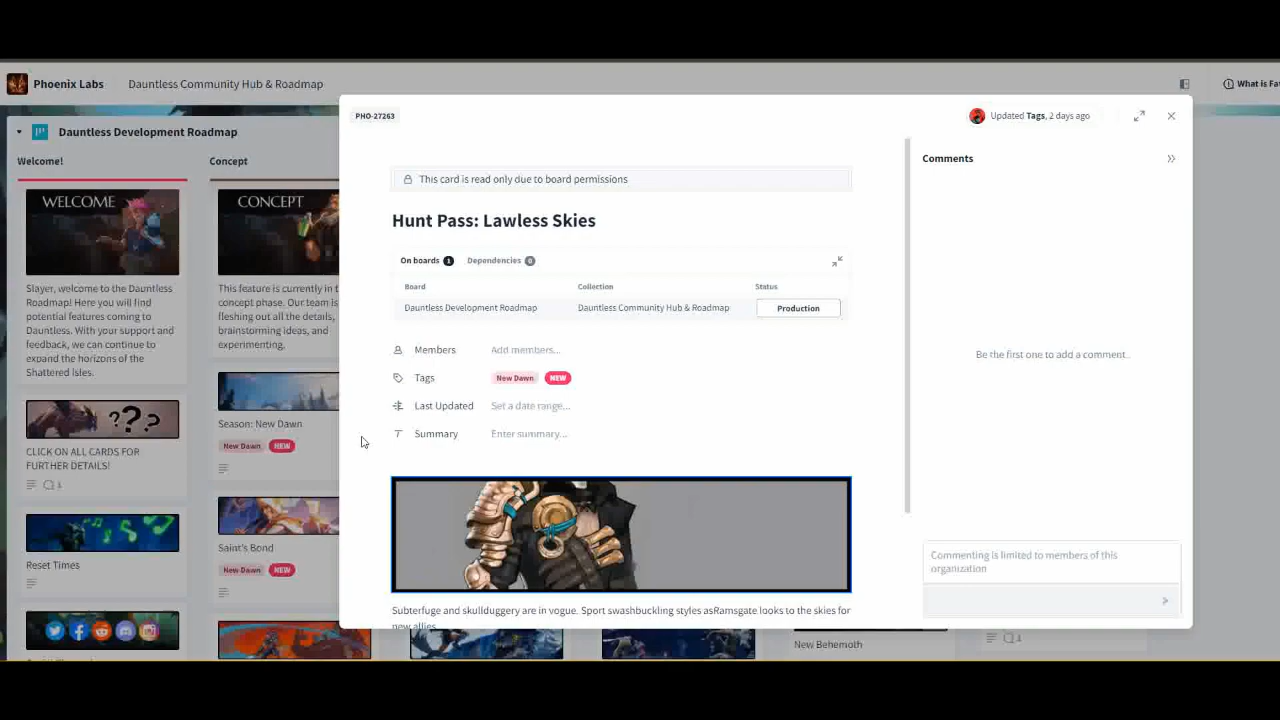 Phoenix Labs
Dauntless Community Hub & Roadmap
Dauntless Development Roadmap
Welcome!
WELCOME
Slayer, welcome to the Dauntless
Roadmap! Here you will find
potential features coming to
Dauntless. With your support and
feedback, we can continue to
expand the horizons of the
Shattered Isles.
???
CLICK ON ALL CARDS FOR
FURTHER DETAILS!
Reset Times
Concept
CONCEPT
This feature is currently in t
concept phase. Our team is
fleshing out all the details,
brainstorming ideas, and
experimenting.
Season: New Dawn
New Dawn NEW
Saint's Bond
New Dawn NEW
PHO-27263
Updated Tags, 2 days ago
This card is read only due to board permissions
Hunt Pass: Lawless Skies
On boards 1 Dependencies 0
Board Collection Status
Dauntless Development Roadmap Dauntless Community Hub & Roadmap Production
Members Add members...
Tags New Dawn NEW
Last Updated Set a date range...
Summary Enter summary...
Subterfuge and skullduggery are in vogue. Sport swashbuckling styles asRamsgate looks to the skies for
new allies
Comments
Be the first one to add a comment.
Commenting is limited to members of this
organization
New Behemoth
What is Fa